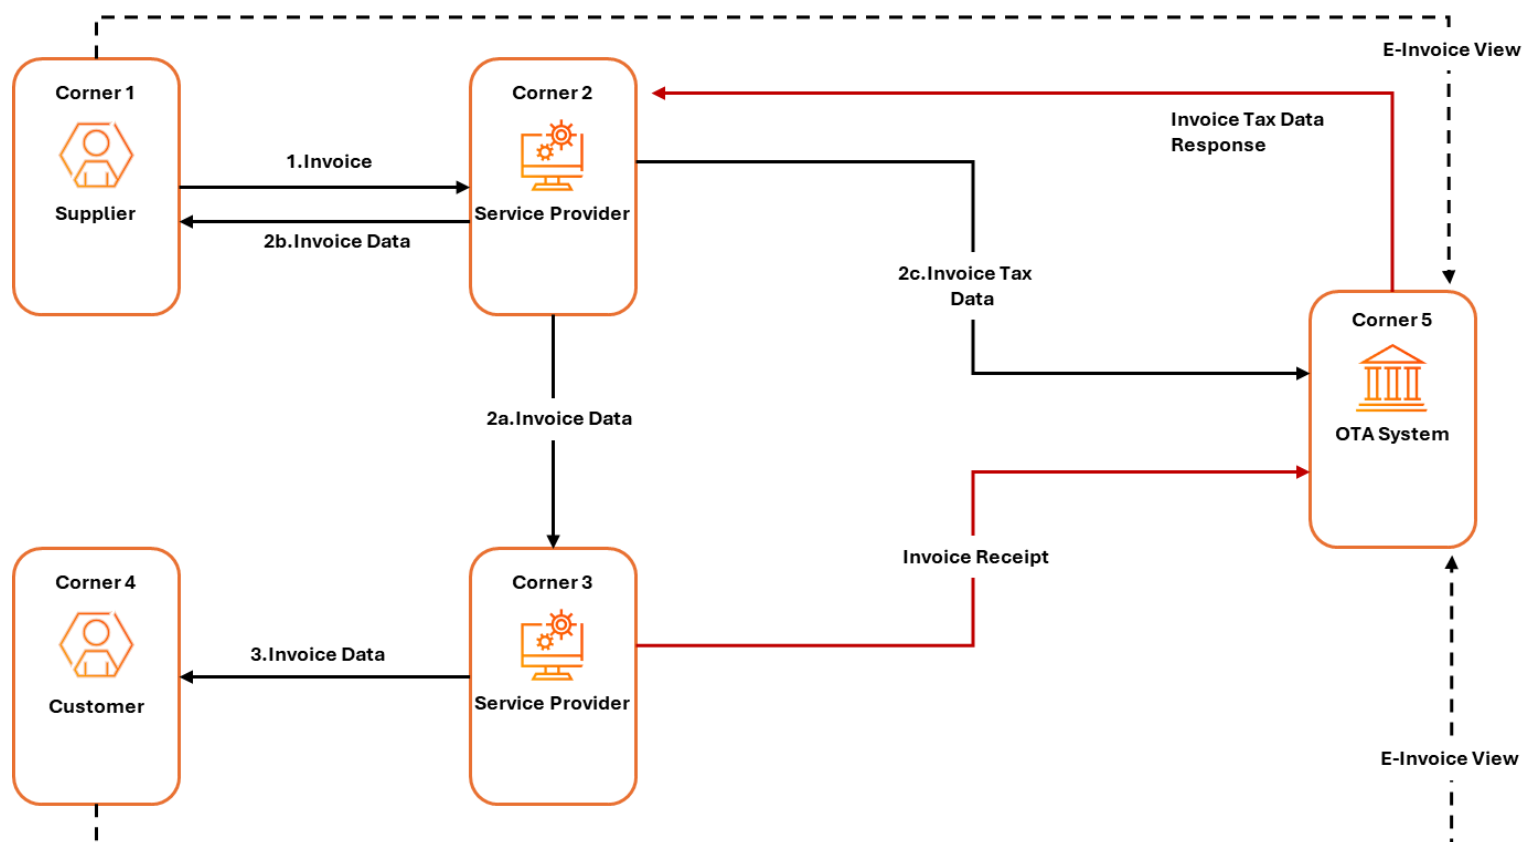 E-Invoice View
Corner 1
Corner 2
Invoice Tax Data
Response
1.Invoice
Supplier
Service Provider
2b.Invoice Data
2c.Invoice Tax
Data
Corner 5
2a.Invoice Data
OTA System
Invoice Receipt
Corner 4
Corner 3
3.Invoice Data
Customer
Service Provider
E-Invoice View